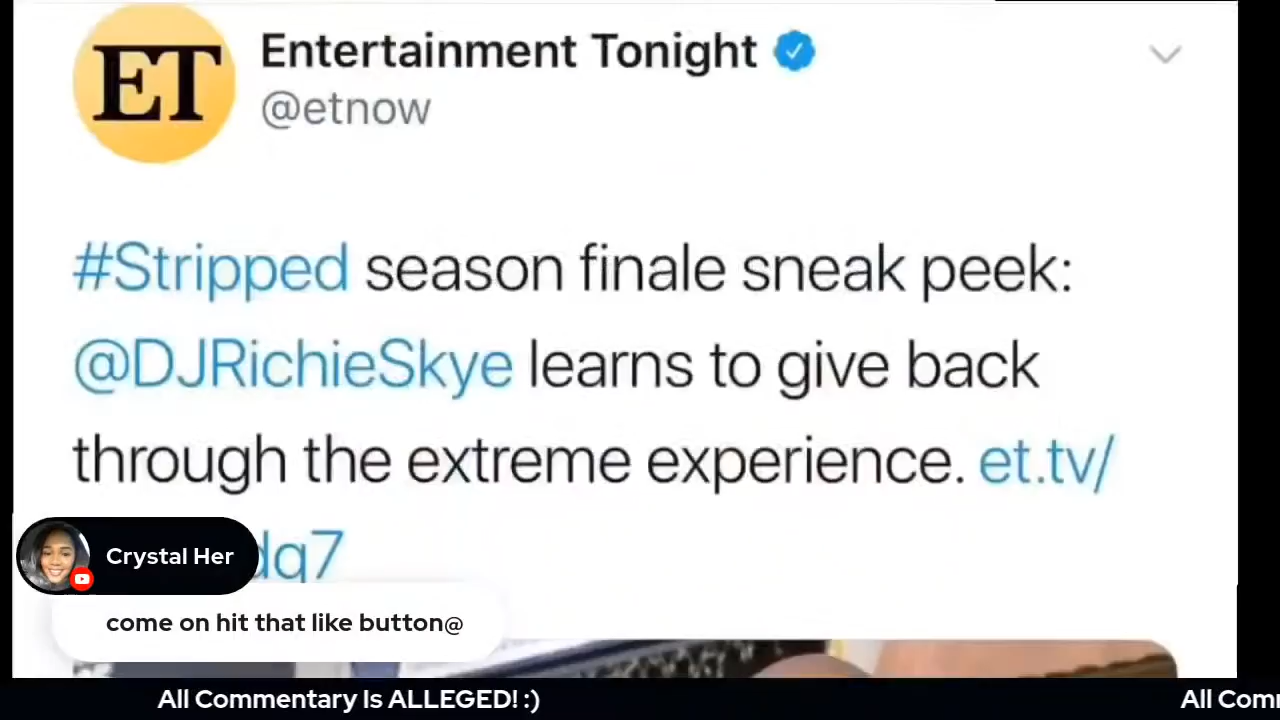 ET
Entertainment Tonight
@etnow
#Stripped season finale sneak peek:
@DJRichieSkye learns to give back
through the extreme experience. et.tv/
dq7
Crystal Her
come on hit that like button@
All Commentary Is ALLEGED! :)
All Comm